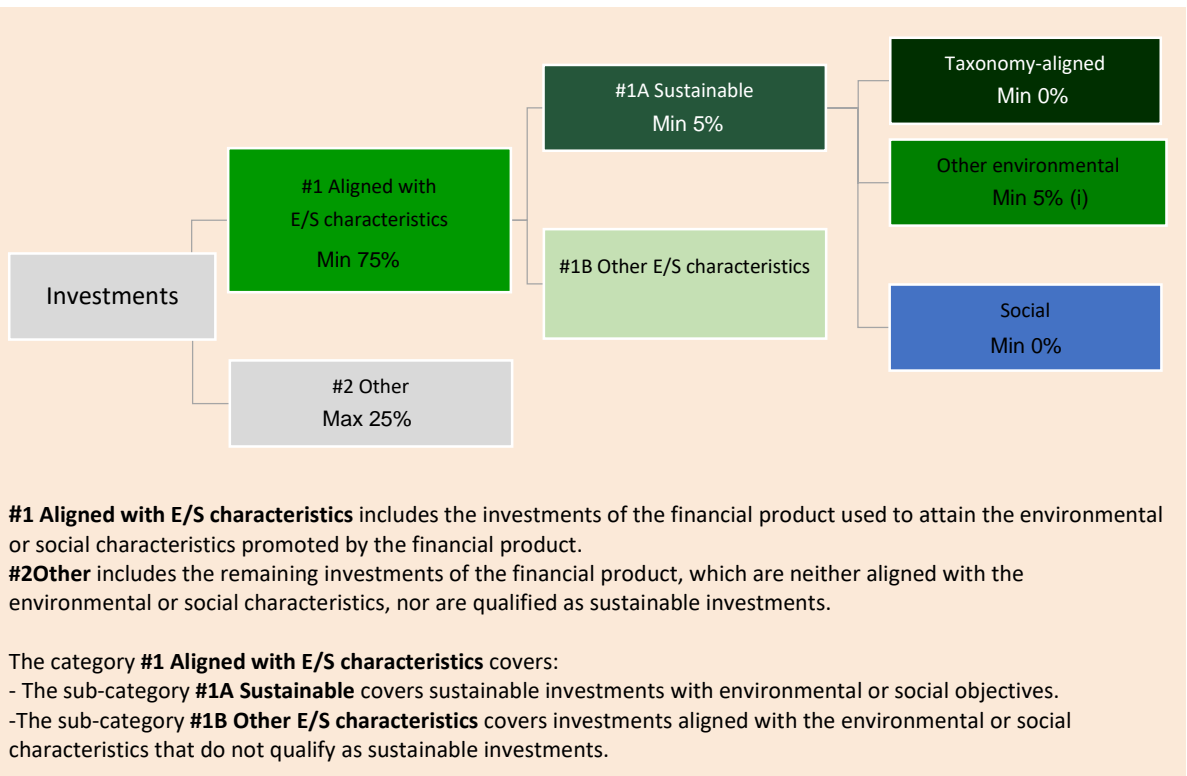 Taxonomy-aligned
Min 0%
#1A Sustainable
Min 5%
Other environmental
Min 5% (i)
#1 Aligned with
E/S characteristics
Min 75%
#1B Other E/S characteristics
Investments
Social
Min 0%
#2 Other
Max 25%
#1 Aligned with E/S characteristics includes the investments of the financial product used to attain the environmental
or social characteristics promoted by the financial product.
#2Other includes the remaining investments of the financial product, which are neither aligned with the
environmental or social characteristics, nor are qualified as sustainable investments.
The category #1 Aligned with E/S characteristics covers:
- The sub-category #1A Sustainable covers sustainable investments with environmental or social objectives.
-The sub-category #1B Other E/S characteristics covers investments aligned with the environmental or social
characteristics that do not qualify as sustainable investments.